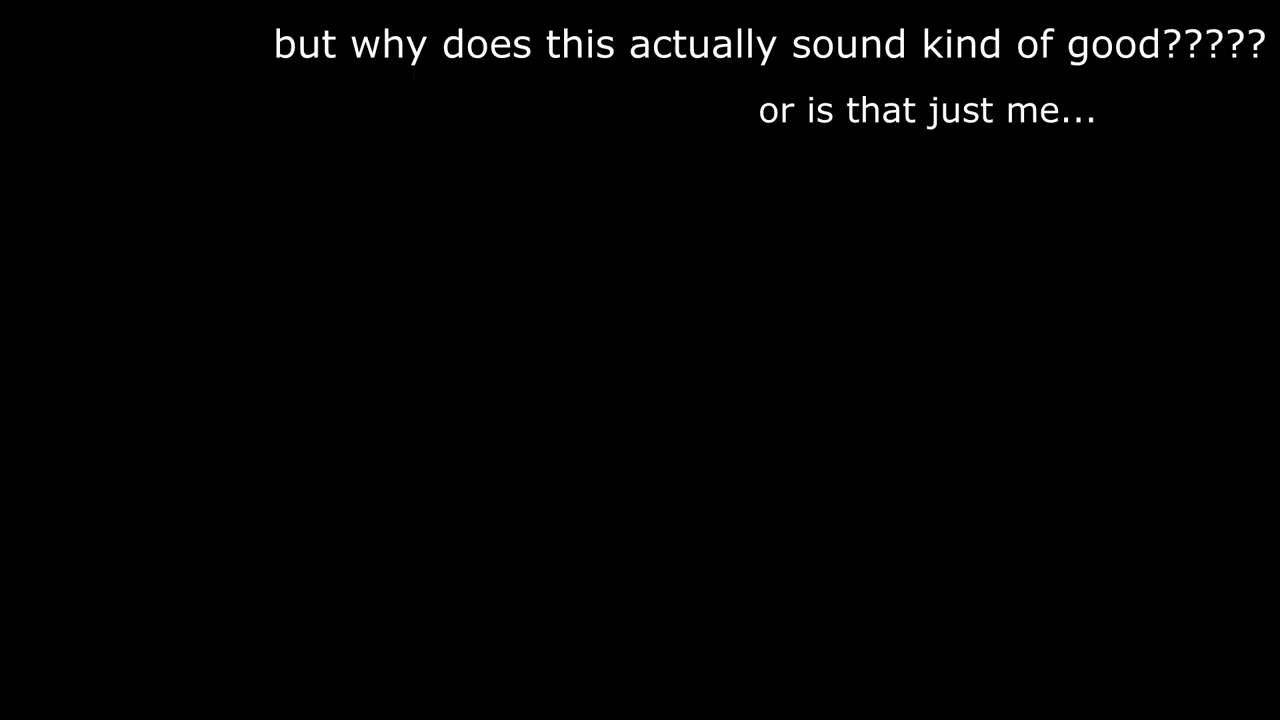 but why does this actually sound kind of good?????
or is that just me...